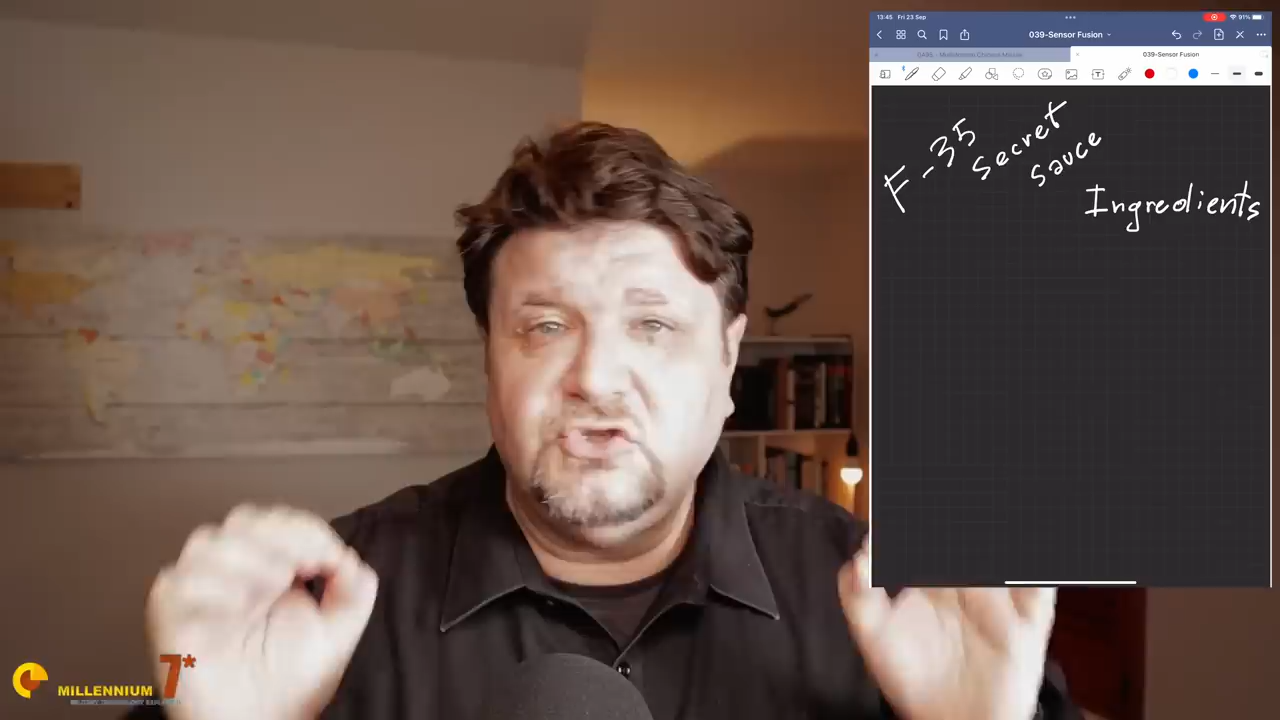 13:45 Fri 23 Sep
91%
039-Sensor Fusion
039-Sensor Fusion
F-35 secret
sauce
Ingredients
MILLENNIUM 7*